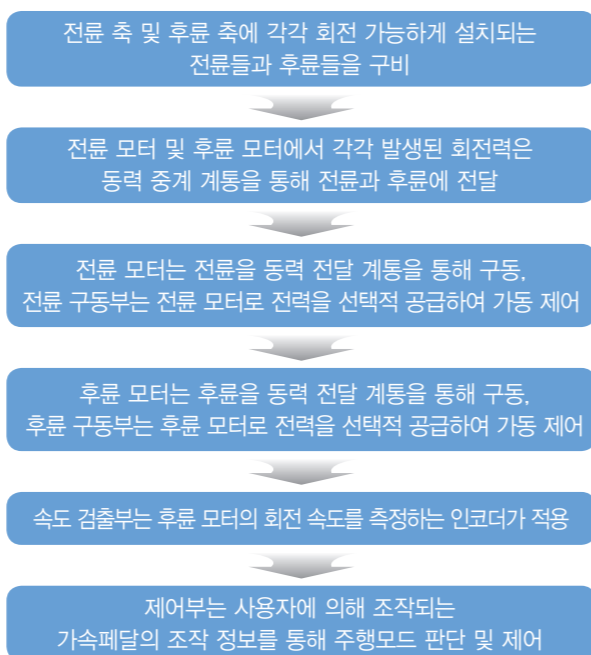 전륜 축 및 후륜 축에 각각 회전 가능하게 설치되는
전륜들과 후륜들을 구비
전륜 모터 및 후륜 모터에서 각각 발생된 회전력은
동력 중계 계통을 통해 전륜과 후륜에 전달
전륜 모터는 전륜을 동력 전달 계통을 통해 구동,
전륜 구동부는 전륜 모터로 전력을 선택적 공급하여 가동 제어
후륜 모터는 후륜을 동력 전달 계통을 통해 구동,
후륜 구동부는 후륜 모터로 전력을 선택적 공급하여 가동 제어
속도 검출부는 후륜 모터의 회전 속도를 측정하는 인코더가 적용
제어부는 사용자에 의해 조작되는
가속페달의 조작 정보를 통해 주행모드 판단 및 제어